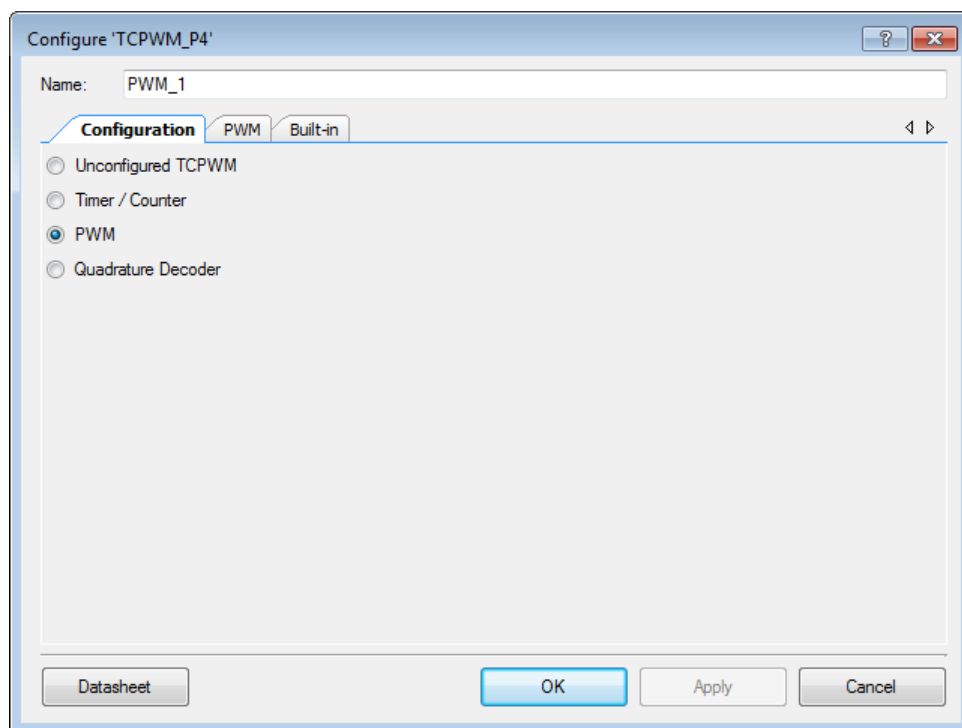 Configure 'TCPWM_P4'
Name: PWM_1
Configuration PWM Built-in
Unconfigured TCPWM
Timer / Counter
PWM
Quadrature Decoder
Datasheet OK Apply Cancel